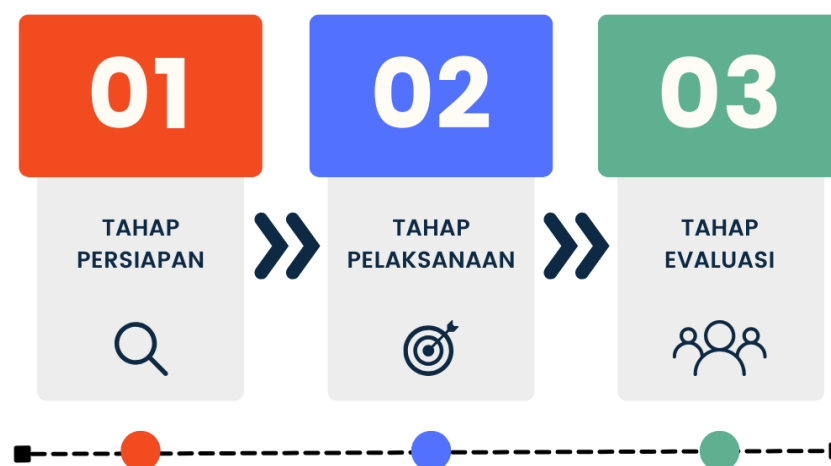 01
TAHAP
PERSIAPAN
02
TAHAP
PELAKSANAAN
03
TAHAP
EVALUASI